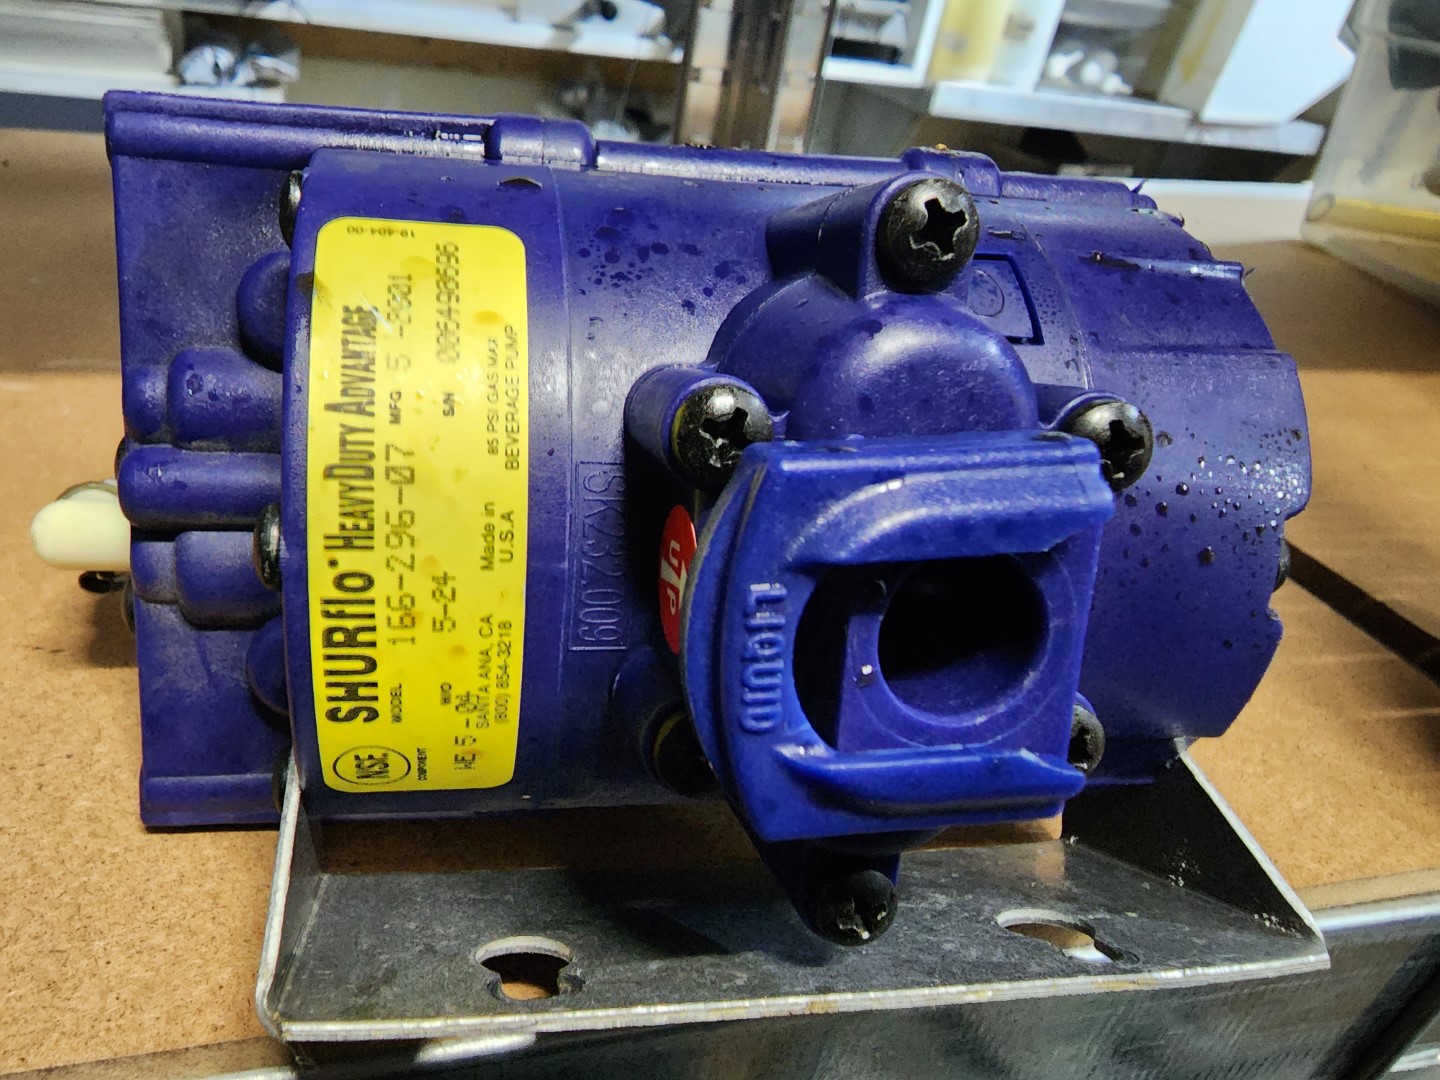 NSF.
COMPONENT
SHURflo HEAVYDUTY ADVANTAGE
MODEL 166-296-07 MFG 5 -2001
W/O 5-24 S/N 006490696
WE 5 - 04
SANTA ANA, CA
(800) 854-3218
Made in
U.S.A
85 PSI GAS MAX
BEVERAGE PUMP
19-404-00
SK232.009
UP
LIQUID